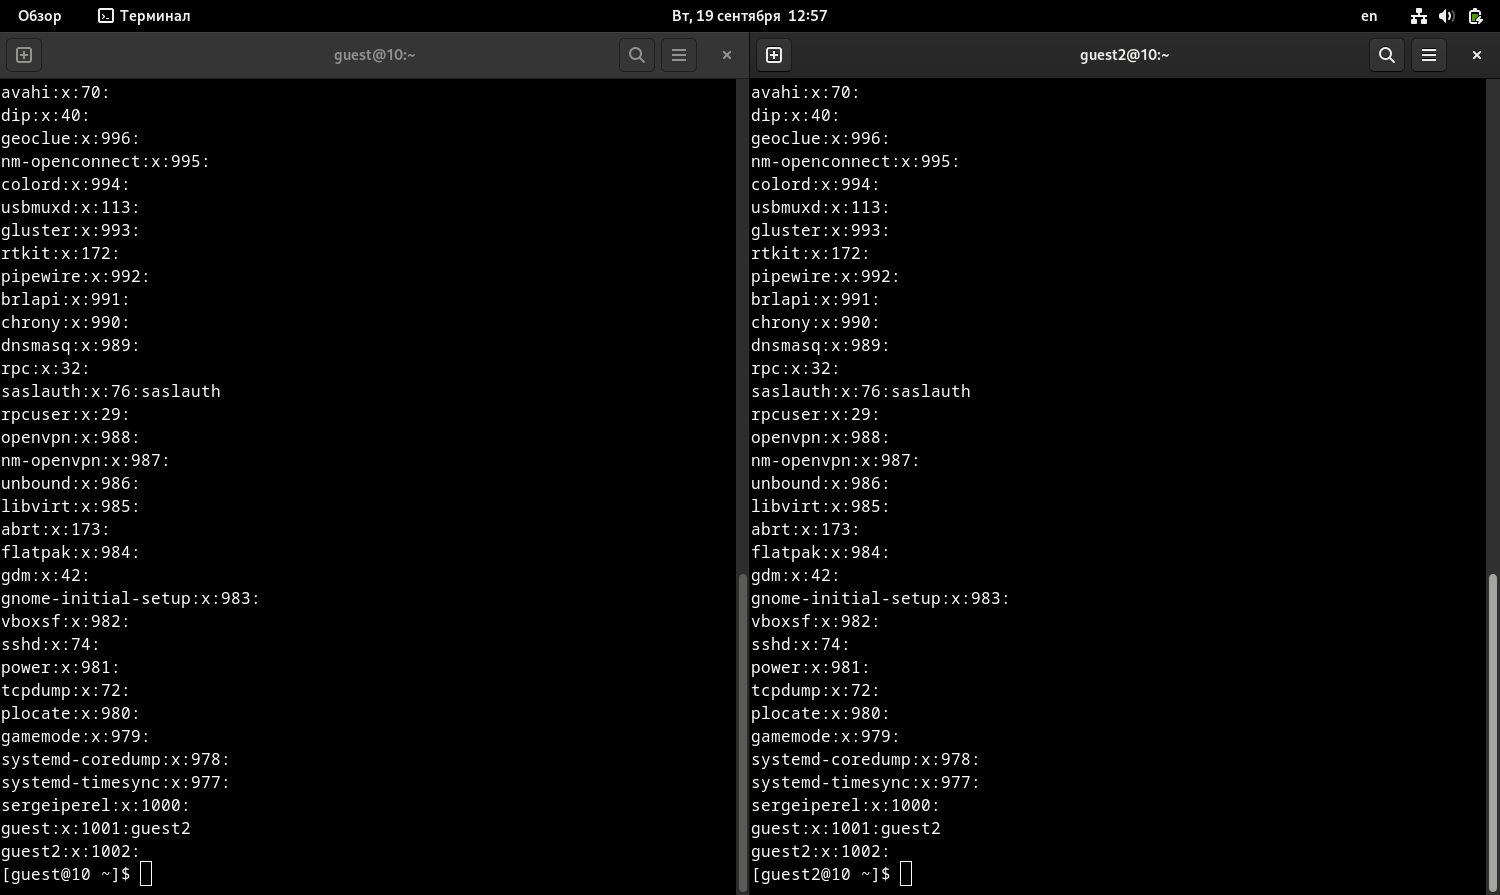 Обзор Терминал Вт, 19 сентября 12:57 en
guest@10:~
avahi:x:70:
dip:x:40:
geoclue:x:996:
nm-openconnect:x:995:
colord:x:994:
usbmuxd:x:113:
gluster:x:993:
rtkit:x:172:
pipewire:x:992:
brlapi:x:991:
chrony:x:990:
dnsmasq:x:989:
rpc:x:32:
saslauth:x:76:saslauth
rpcuser:x:29:
openvpn:x:988:
nm-openvpn:x:987:
unbound:x:986:
libvirt:x:985:
abrt:x:173:
flatpak:x:984:
gdm:x:42:
gnome-initial-setup:x:983:
vboxsf:x:982:
sshd:x:74:
power:x:981:
tcpdump:x:72:
plocate:x:980:
gamemode:x:979:
systemd-coredump:x:978:
systemd-timesync:x:977:
sergeiperel:x:1000:
guest:x:1001:guest2
guest2:x:1002:
[guest@10 ~]$
guest2@10:~
avahi:x:70:
dip:x:40:
geoclue:x:996:
nm-openconnect:x:995:
colord:x:994:
usbmuxd:x:113:
gluster:x:993:
rtkit:x:172:
pipewire:x:992:
brlapi:x:991:
chrony:x:990:
dnsmasq:x:989:
rpc:x:32:
saslauth:x:76:saslauth
rpcuser:x:29:
openvpn:x:988:
nm-openvpn:x:987:
unbound:x:986:
libvirt:x:985:
abrt:x:173:
flatpak:x:984:
gdm:x:42:
gnome-initial-setup:x:983:
vboxsf:x:982:
sshd:x:74:
power:x:981:
tcpdump:x:72:
plocate:x:980:
gamemode:x:979:
systemd-coredump:x:978:
systemd-timesync:x:977:
sergeiperel:x:1000:
guest:x:1001:guest2
guest2:x:1002:
[guest2@10 ~]$